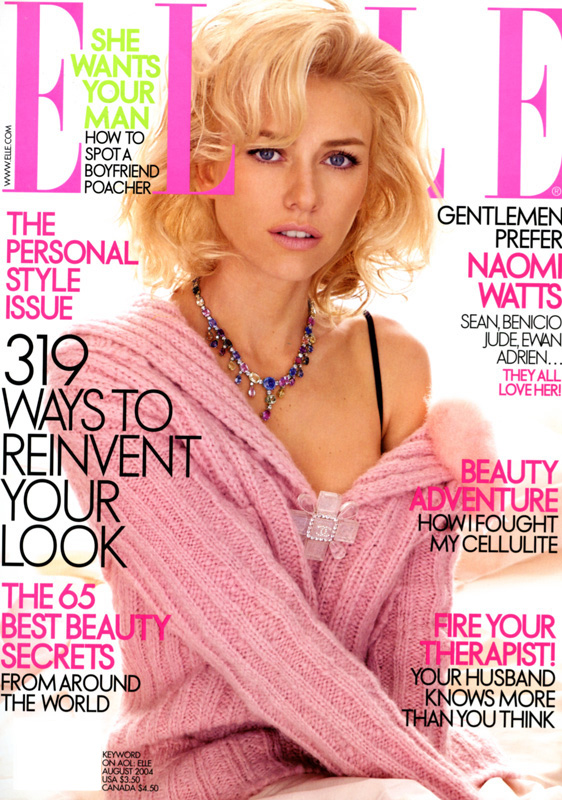 ELLE
WWW.ELLE.COM
SHE
WANTS
YOUR
MAN
HOW TO
SPOT A
BOYFRIEND
POACHER
THE
PERSONAL
STYLE
ISSUE
319
WAYS TO
REINVENT
YOUR
LOOK
THE 65
BEST BEAUTY
SECRETS
FROM AROUND
THE WORLD
KEYWORD
ON AOL: ELLE
AUGUST 2004
USA $3.50
CANADA $4.50
®
GENTLEMEN
PREFER
NAOMI
WATTS
SEAN, BENICIO
JUDE, EWAN
ADRIEN...
THEY ALL
LOVE HER!
BEAUTY
ADVENTURE
HOW I FOUGHT
MY CELLULITE
FIRE YOUR
THERAPIST!
YOUR HUSBAND
KNOWS MORE
THAN YOU THINK